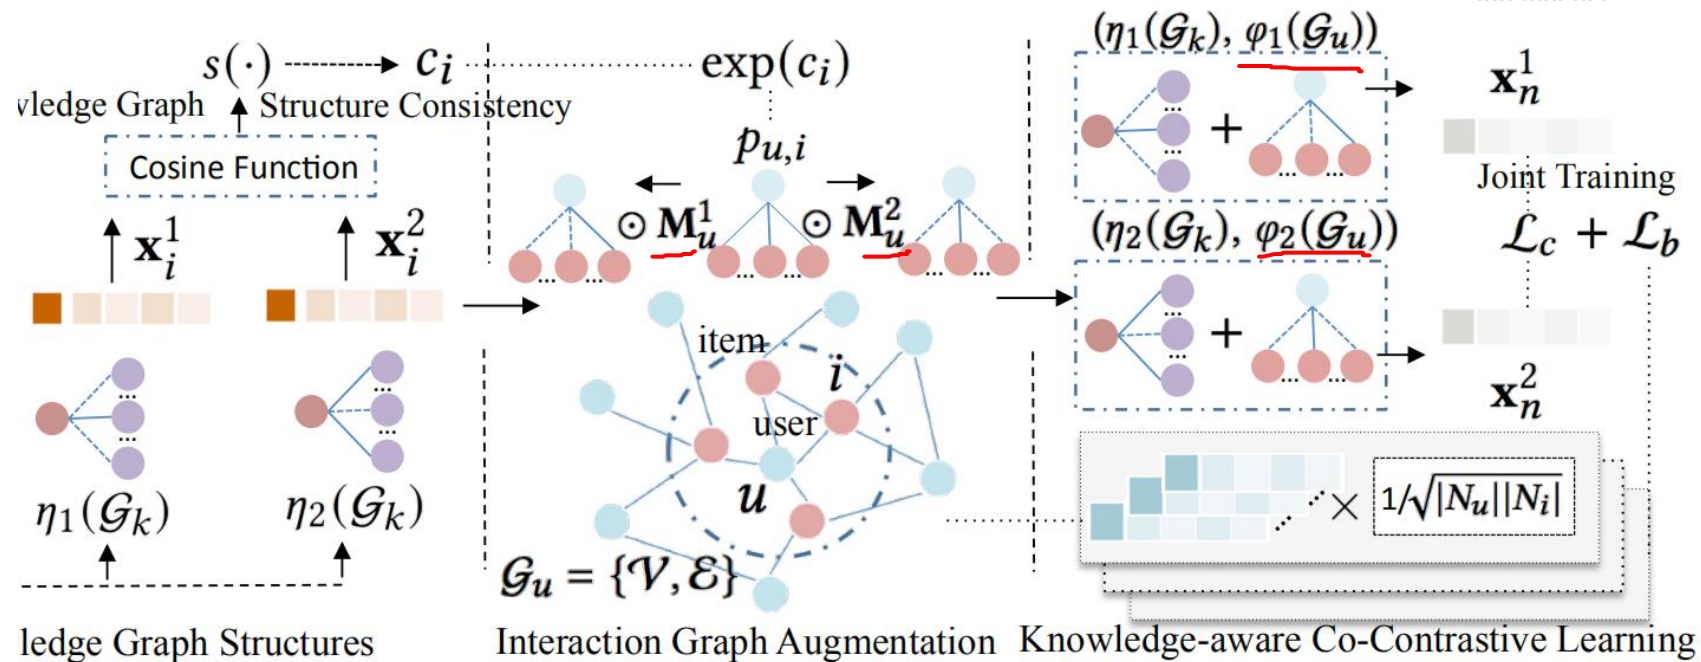 s(·) c_i
wledge Graph
Structure Consistency
Cosine Function
x_i^1
x_i^2
η_1(𝒢_k)
η_2(𝒢_k)
ledge Graph Structures
exp(c_i)
p_{u,i}
⊙ M_u^1
⊙ M_u^2
item
i
user
u
𝒢_u = {𝒱, ℰ}
Interaction Graph Augmentation
(η_1(𝒢_k), φ_1(𝒢_u))
...
+
x_n^1
Joint Training
ℒ_c + ℒ_b
(η_2(𝒢_k), φ_2(𝒢_u))
...
+
x_n^2
× 1/√|N_u||N_i|
Knowledge-aware Co-Contrastive Learning